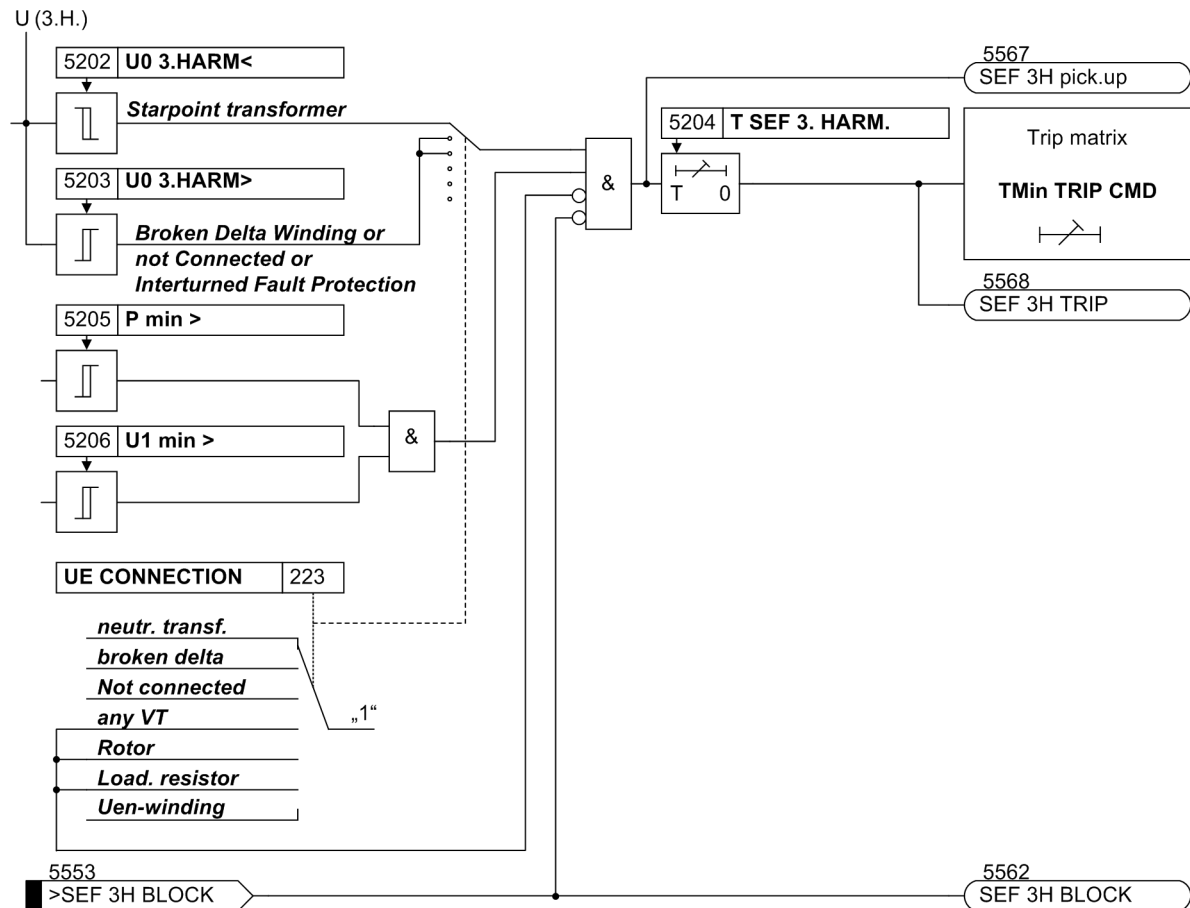 U (3.H.)
5202 U0 3.HARM<
Starpoint transformer
5203 U0 3.HARM>
Broken Delta Winding or
not Connected or
Interturned Fault Protection
5205 P min >
&
5206 U1 min >
UE CONNECTION 223
neutr. transf.
broken delta
Not connected
any VT
„1“
Rotor
Load. resistor
Uen-winding
5553
>SEF 3H BLOCK
&
5204 T SEF 3. HARM.
T 0
5567
SEF 3H pick.up
Trip matrix
TMin TRIP CMD
5568
SEF 3H TRIP
5562
SEF 3H BLOCK